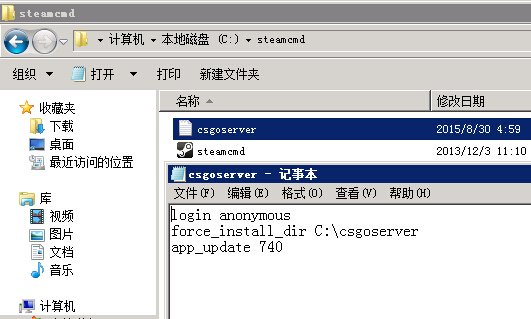 steamcmd
计算机 本地磁盘 (C:) steamcmd
组织 打开 打印 新建文件夹
名称 修改日期
收藏夹
下载
桌面
最近访问的位置
库
视频
图片
文档
音乐
计算机
csgoserver 2015/8/30 4:59
steamcmd 2013/12/3 11:10
csgoserver - 记事本
文件(F) 编辑(E) 格式(O) 查看(V) 帮助(H)
login anonymous
force_install_dir C:\csgoserver
app_update 740